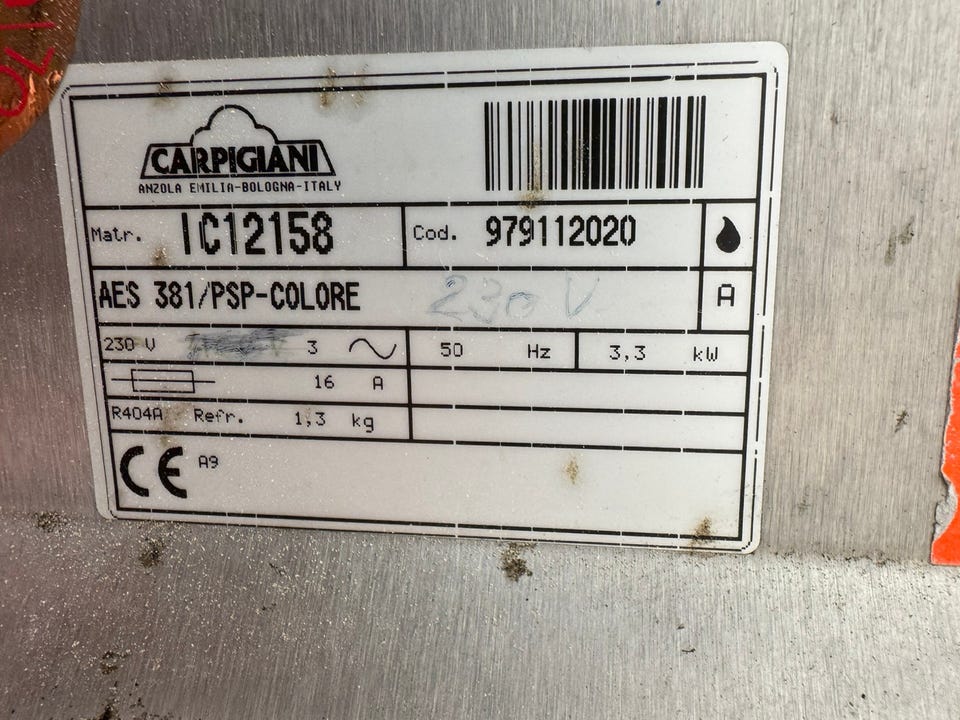 CARPIGIANI
ANZOLA EMILIA-BOLOGNA-ITALY
Matr. IC12158 Cod. 979112020
AES 381/PSP-COLORE 230 V A
230 V 3 50 Hz 3,3 kW
16 A
R404A Refr. 1,3 kg
CE A9